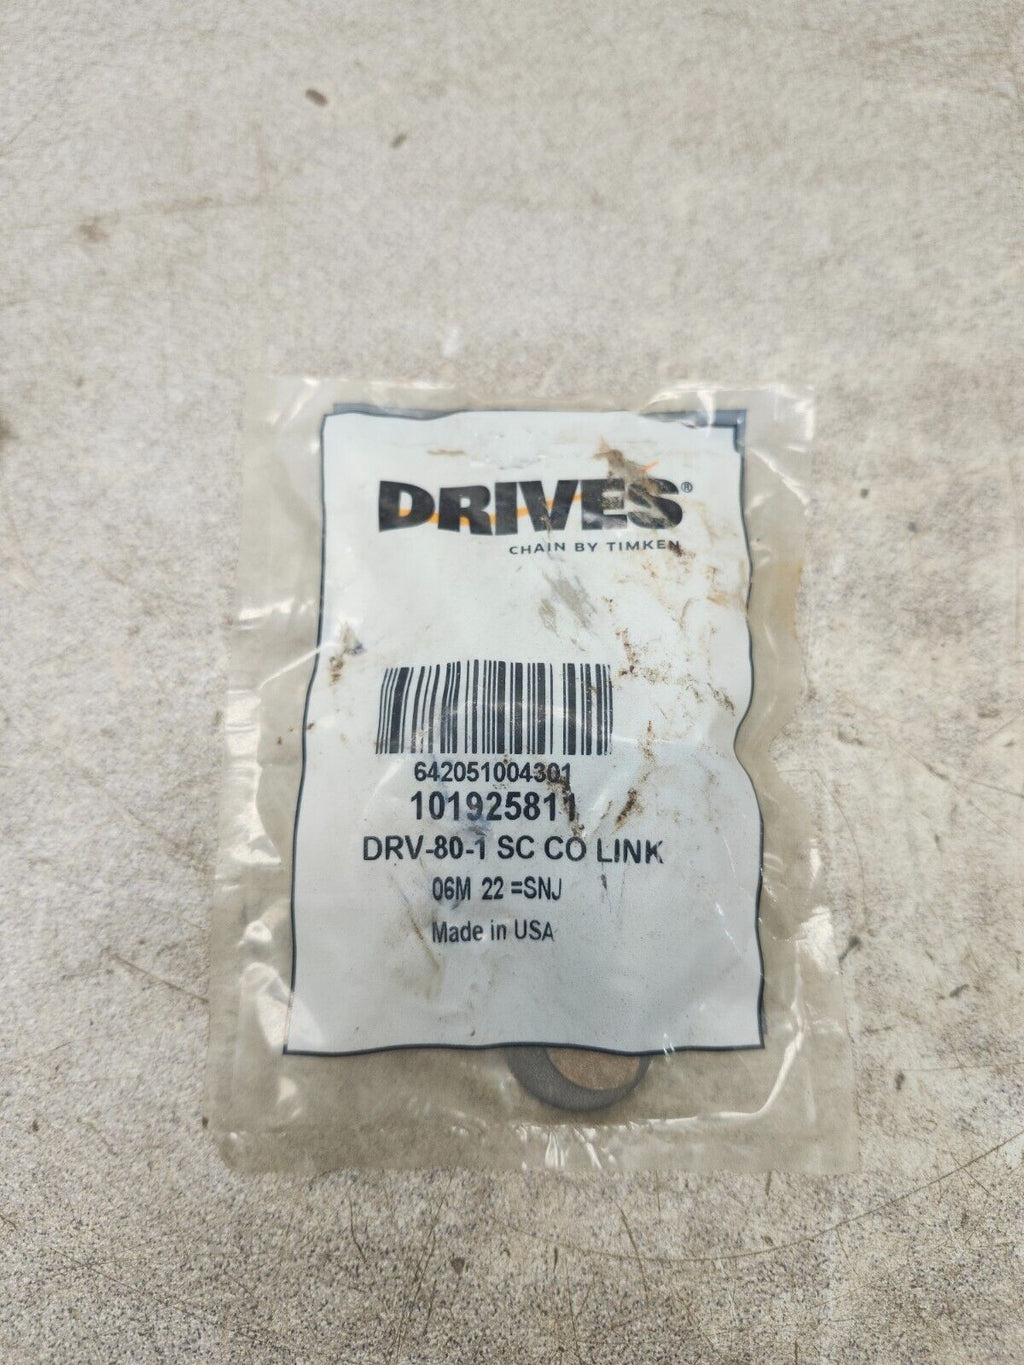 DRIVES®
CHAIN BY TIMKEN
642051004301
101925811
DRV-80-1 SC CO LINK
06M 22 =SNJ
Made in USA